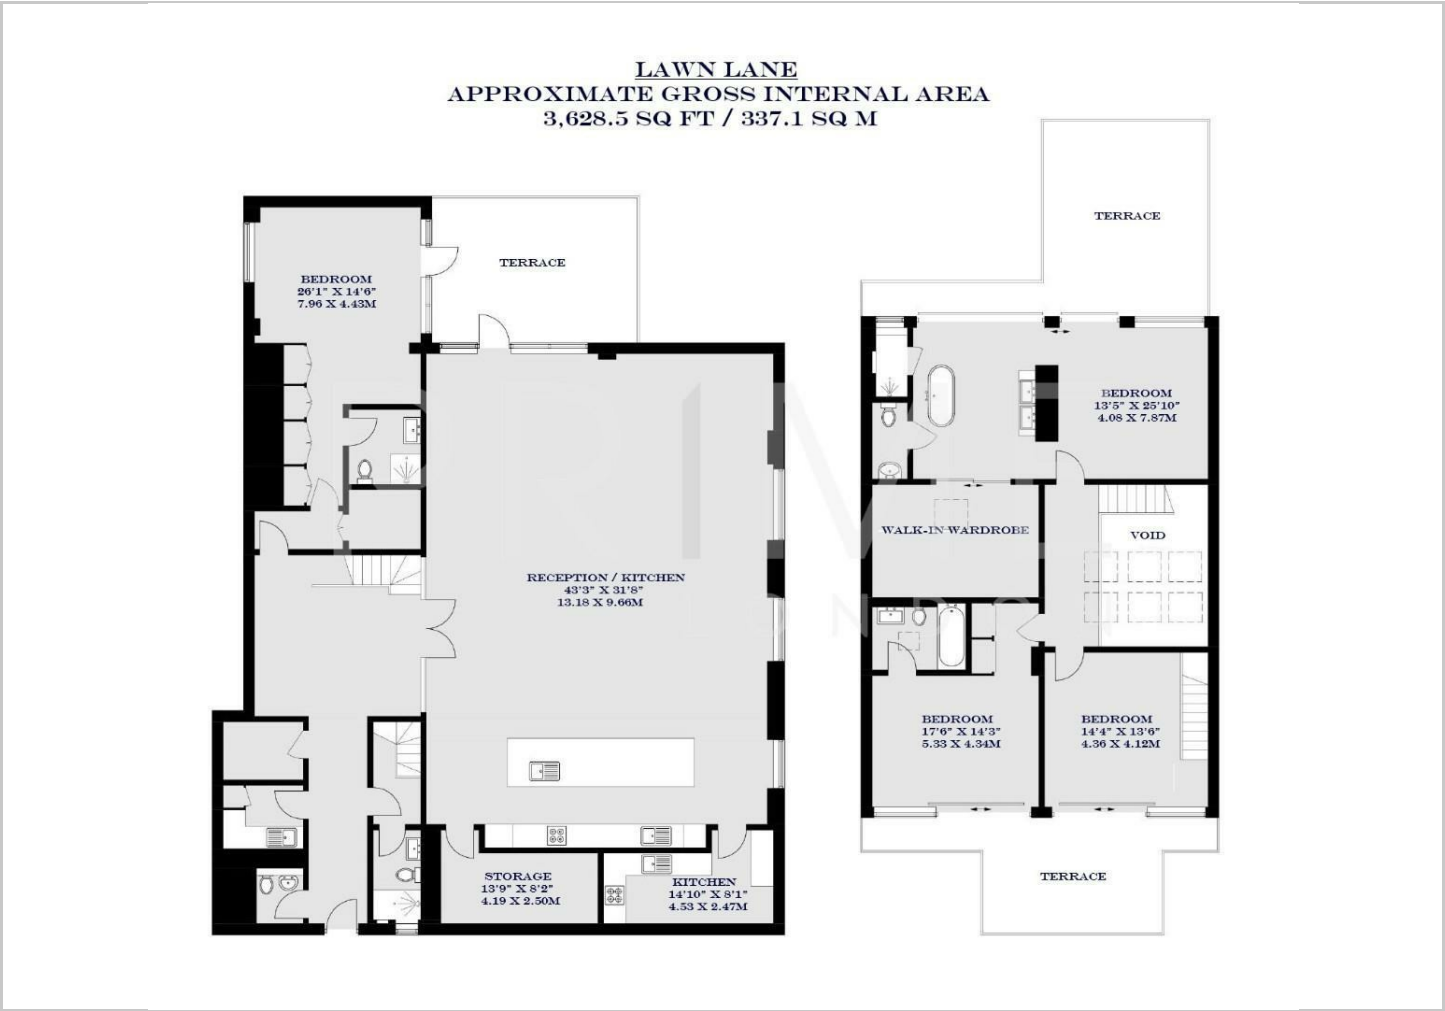 LAWN LANE
APPROXIMATE GROSS INTERNAL AREA
3,628.5 SQ FT / 337.1 SQ M
TERRACE
BEDROOM
26'1" X 14'6"
7.96 X 4.43M
TERRACE
RECEPTION / KITCHEN
43'3" X 31'8"
13.18 X 9.66M
STORAGE
13'9" X 8'2"
4.19 X 2.50M
KITCHEN
14'10" X 8'1"
4.53 X 2.47M
TERRACE
BEDROOM
13'5" X 25'10"
4.08 X 7.87M
WALK-IN WARDROBE
VOID
BEDROOM
17'6" X 14'3"
5.33 X 4.34M
BEDROOM
14'4" X 13'6"
4.36 X 4.12M
TERRACE
PRIME
LONDON